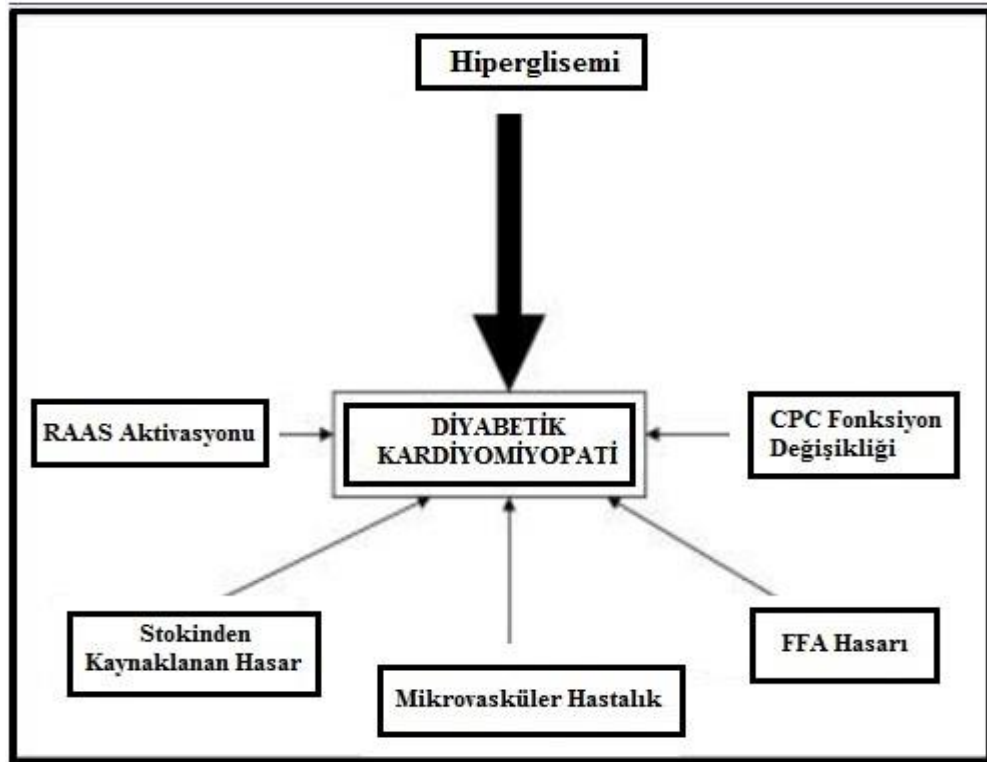 Hiperglisemi
RAAS Aktivasyonu
DİYABETİK
KARDİYOMİYOPATİ
CPC Fonksiyon
Değişikliği
Stokinden
Kaynaklanan Hasar
Mikrovasküler Hastalık
FFA Hasarı